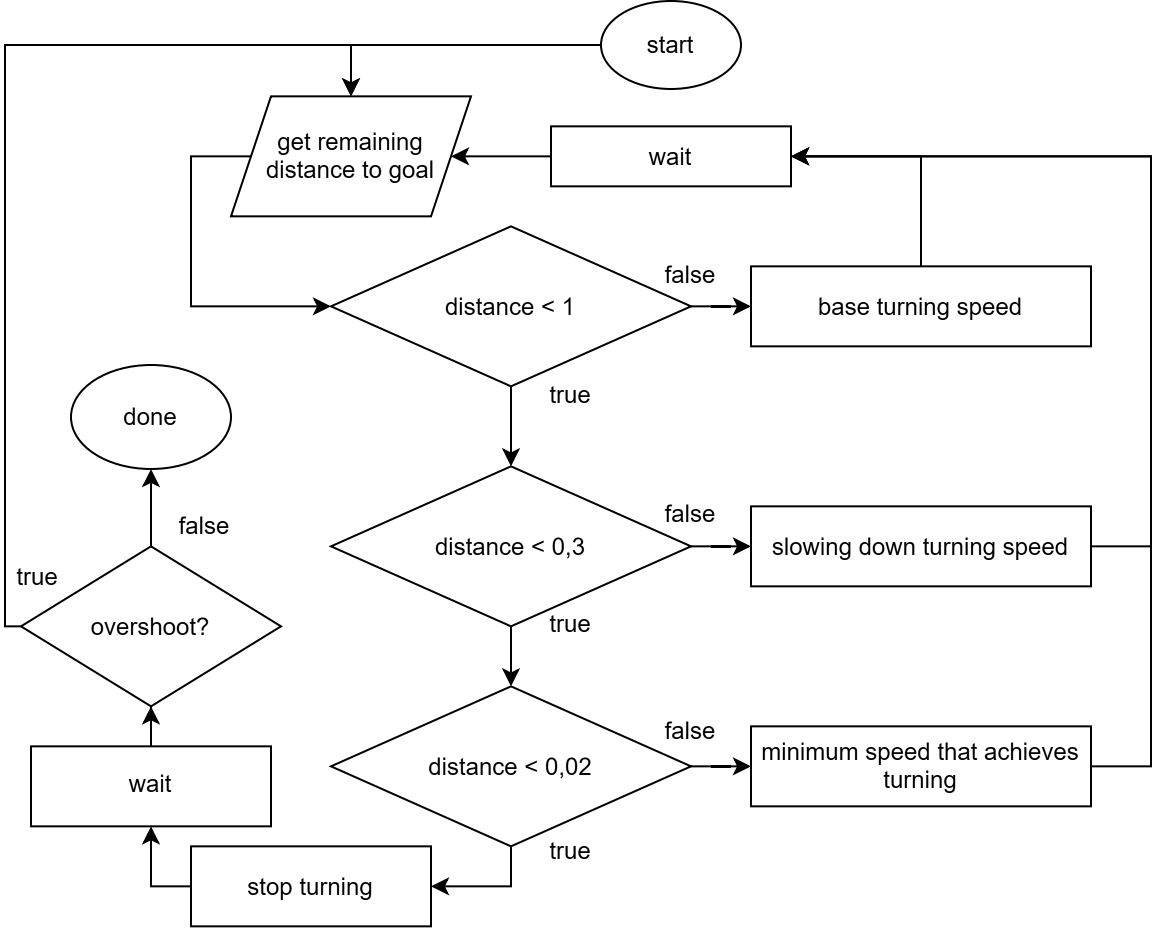 start
get remaining
distance to goal
wait
false
distance < 1
base turning speed
true
done
false
distance < 0,3
slowing down turning speed
false
true
overshoot?
true
false
distance < 0,02
minimum speed that achieves
turning
wait
true
stop turning